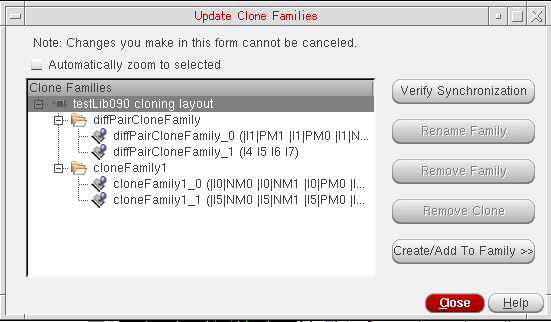 Update Clone Families
Note: Changes you make in this form cannot be canceled.
Automatically zoom to selected
Clone Families
testLib090 cloning layout
diffPairCloneFamily
diffPairCloneFamily_0 (|I1|PM1 |I1|PM0 |I1|N...
diffPairCloneFamily_1 (I4 I5 I6 I7)
cloneFamily1
cloneFamily1_0 (|I0|NM0 |I0|NM1 |I0|PM0 |I...
cloneFamily1_1 (|I5|NM0 |I5|NM1 |I5|PM0 |I...
Verify Synchronization
Rename Family
Remove Family
Remove Clone
Create/Add To Family >>
Close
Help